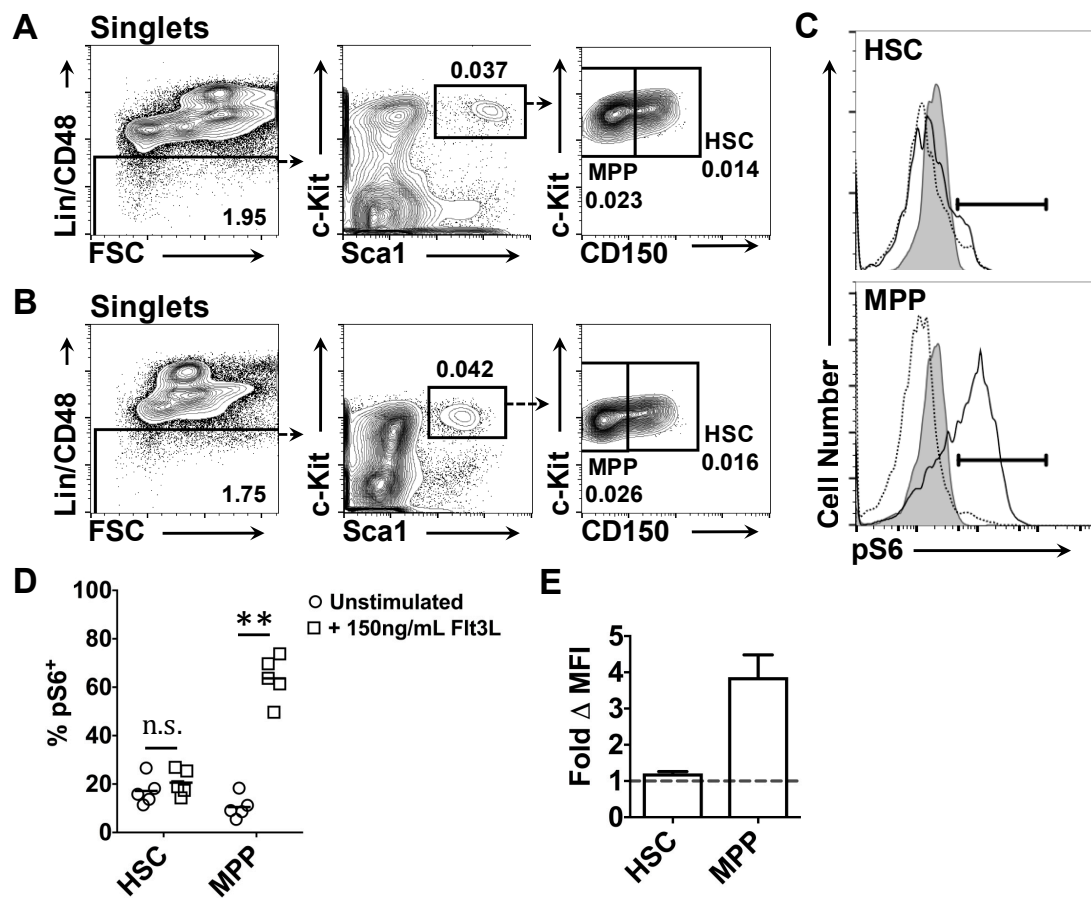 A
Singlets
Lin/CD48
1.95
FSC
0.037
c-Kit
Sca1
c-Kit
HSC
0.014
MPP
0.023
CD150
B
Singlets
Lin/CD48
1.75
FSC
0.042
c-Kit
Sca1
c-Kit
HSC
0.016
MPP
0.026
CD150
C
HSC
MPP
Cell Number
pS6
D
% pS6+
100
80
60
40
20
0
n.s.
**
HSC
MPP
Unstimulated
+ 150ng/mL Flt3L
E
Fold Δ MFI
5
4
3
2
1
0
HSC
MPP